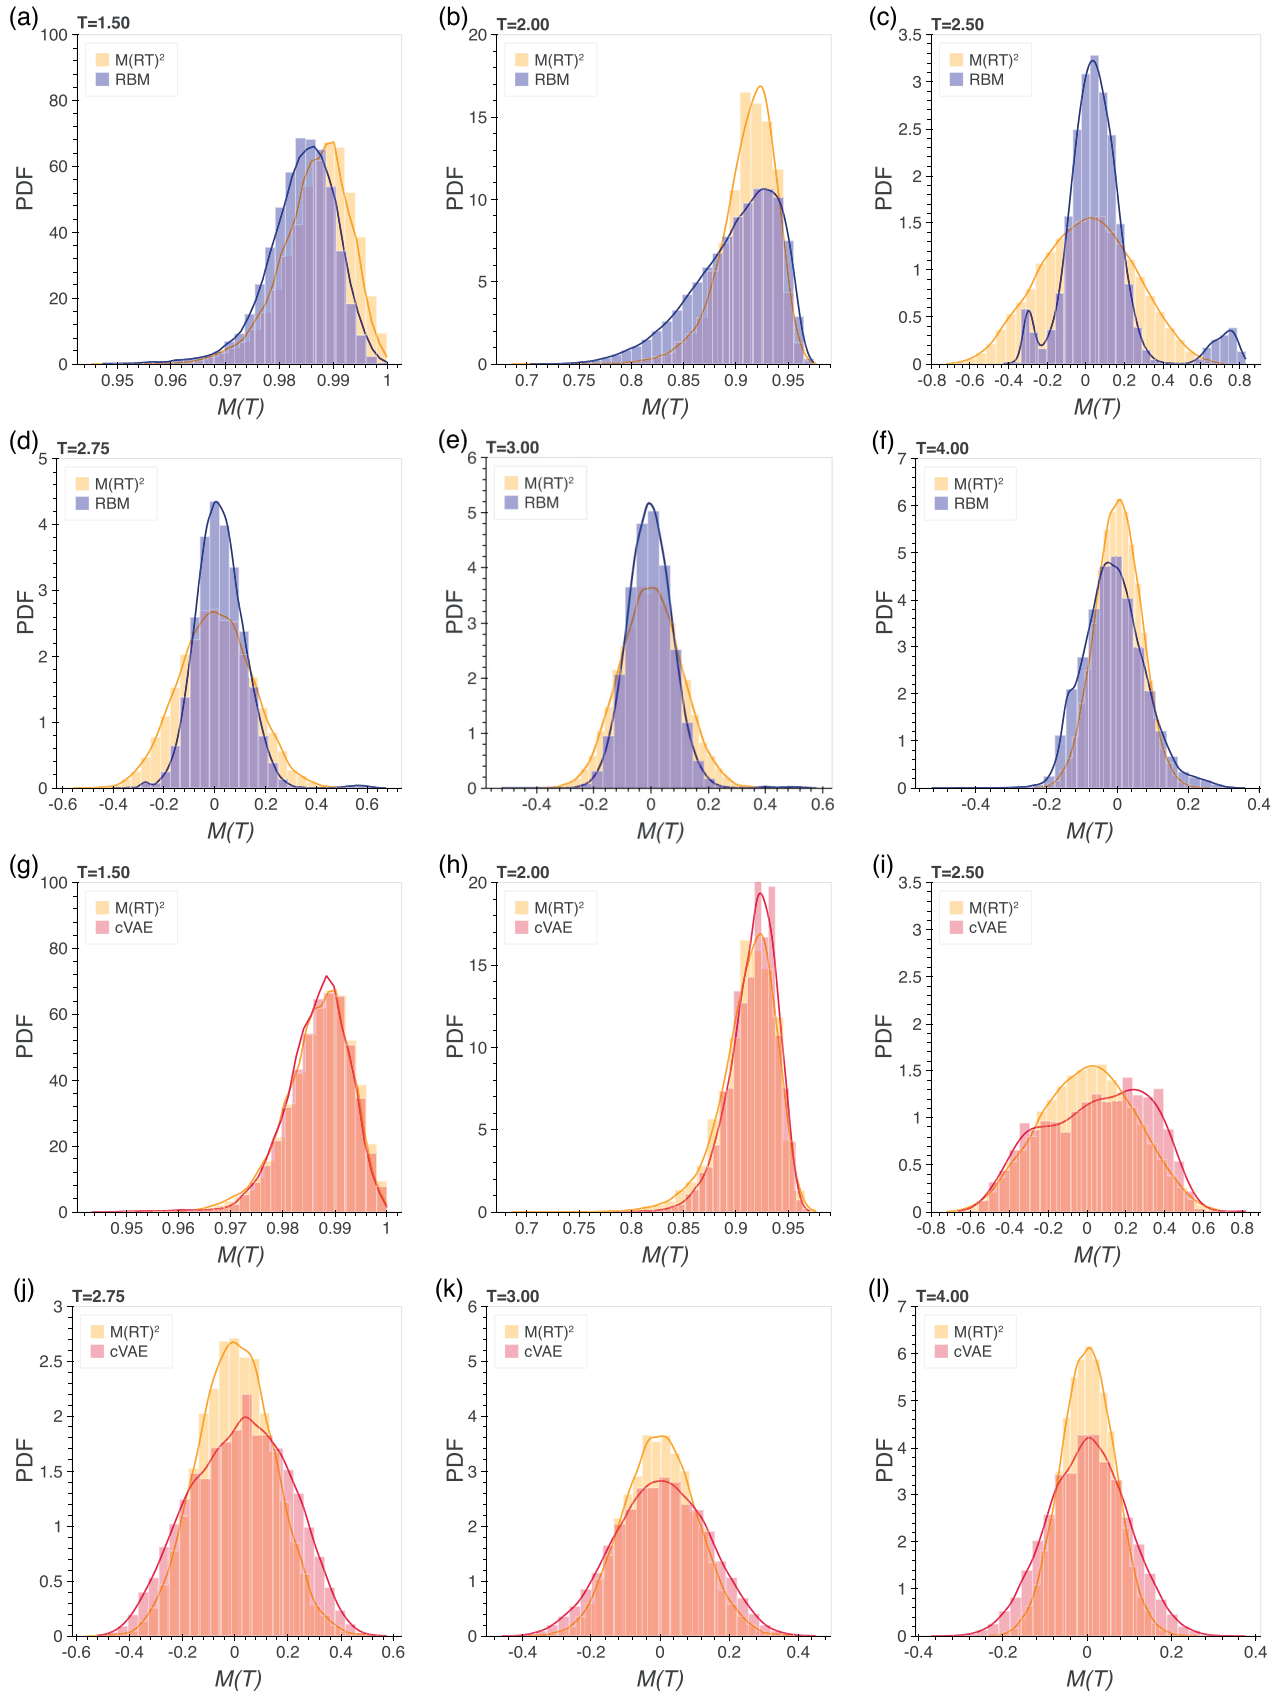 (a) T=1.50
100
80
60
40
20
0
PDF
M(RT)²
RBM
0.95 0.96 0.97 0.98 0.99 1
M(T)
(b) T=2.00
20
15
10
5
0
PDF
M(RT)²
RBM
0.7 0.75 0.8 0.85 0.9 0.95
M(T)
(c) T=2.50
3.5
3
2.5
2
1.5
1
0.5
0
PDF
M(RT)²
RBM
-0.8 -0.6 -0.4 -0.2 0 0.2 0.4 0.6 0.8
M(T)
(d) T=2.75
5
4
3
2
1
0
PDF
M(RT)²
RBM
-0.6 -0.4 -0.2 0 0.2 0.4 0.6
M(T)
(e) T=3.00
6
5
4
3
2
1
0
PDF
M(RT)²
RBM
-0.4 -0.2 0 0.2 0.4 0.6
M(T)
(f) T=4.00
7
6
5
4
3
2
1
0
PDF
M(RT)²
RBM
-0.4 -0.2 0 0.2 0.4
M(T)
(g) T=1.50
100
80
60
40
20
0
PDF
M(RT)²
cVAE
0.95 0.96 0.97 0.98 0.99 1
M(T)
(h) T=2.00
20
15
10
5
0
PDF
M(RT)²
cVAE
0.7 0.75 0.8 0.85 0.9 0.95
M(T)
(i) T=2.50
3.5
3
2.5
2
1.5
1
0.5
0
PDF
M(RT)²
cVAE
-0.8 -0.6 -0.4 -0.2 0 0.2 0.4 0.6 0.8
M(T)
(j) T=2.75
3
2.5
2
1.5
1
0.5
0
PDF
M(RT)²
cVAE
-0.6 -0.4 -0.2 0 0.2 0.4 0.6
M(T)
(k) T=3.00
6
5
4
3
2
1
0
PDF
M(RT)²
cVAE
-0.4 -0.2 0 0.2 0.4
M(T)
(l) T=4.00
7
6
5
4
3
2
1
0
PDF
M(RT)²
cVAE
-0.4 -0.2 0 0.2 0.4
M(T)